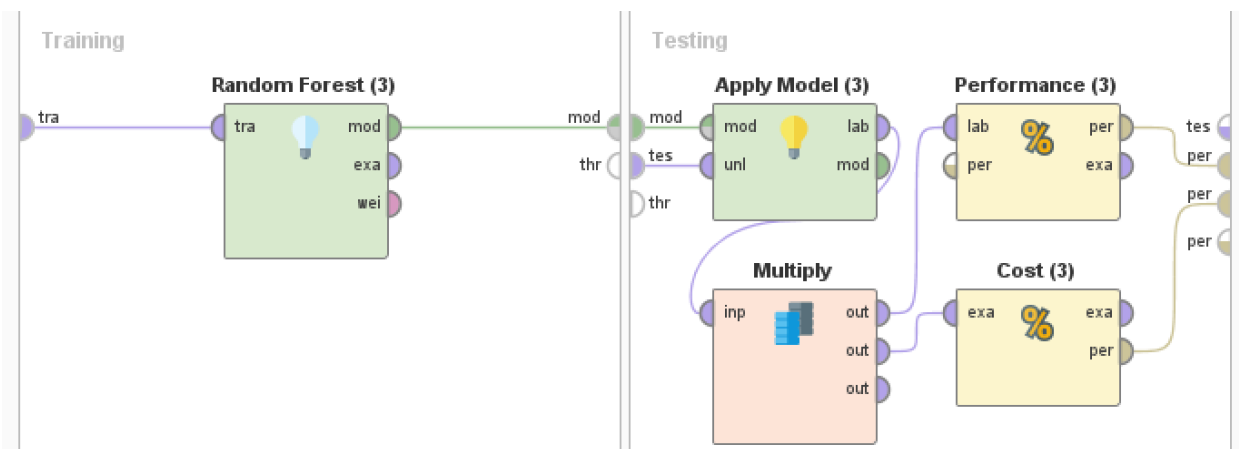 Training
Random Forest (3)
tra
tra
mod
exa
wei
mod
thr
Testing
mod
tes
thr
Apply Model (3)
mod
lab
unl
mod
Performance (3)
lab
per
per
exa
Multiply
inp
out
out
out
Cost (3)
exa
exa
per
tes
per
per
per